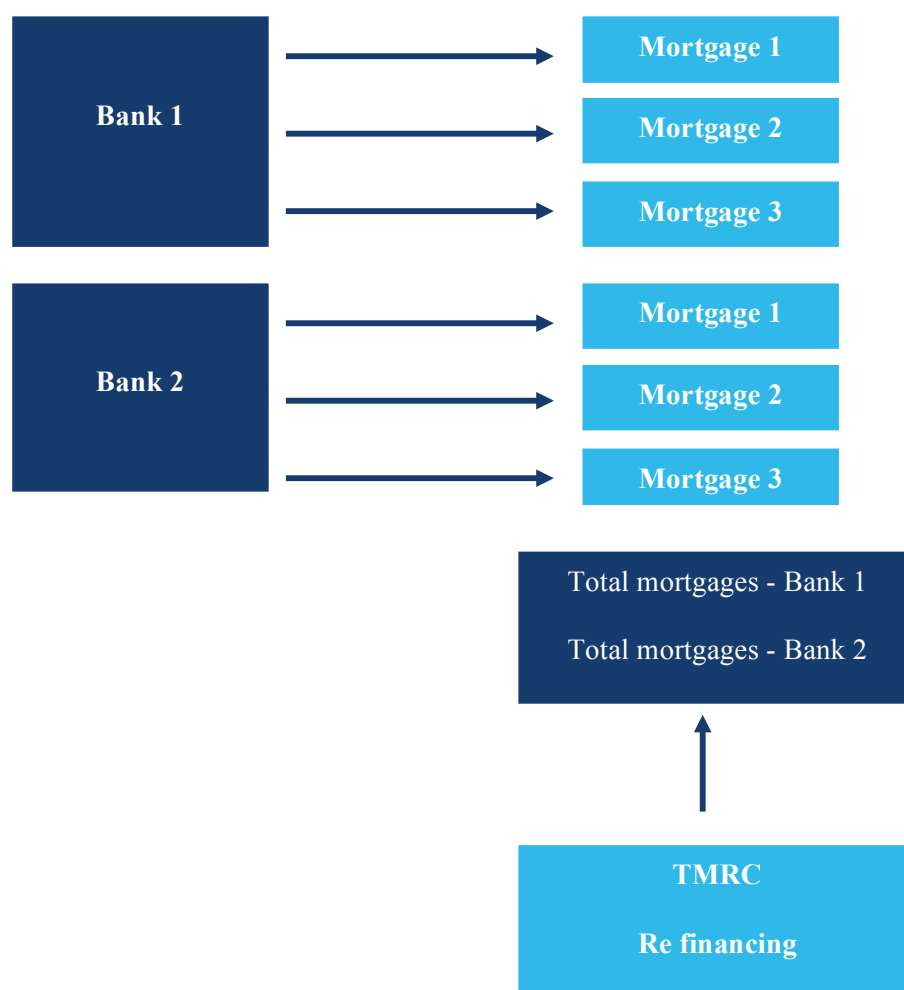 Bank 1
Mortgage 1
Mortgage 2
Mortgage 3
Bank 2
Mortgage 1
Mortgage 2
Mortgage 3
Total mortgages - Bank 1
Total mortgages - Bank 2
TMRC
Re financing